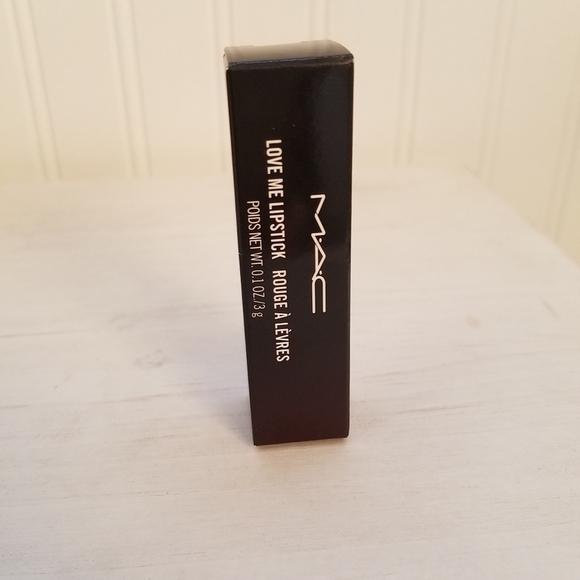 M·A·C
LOVE ME LIPSTICK ROUGE À LÈVRES
POIDS NET WT. 0.1 OZ./3 g